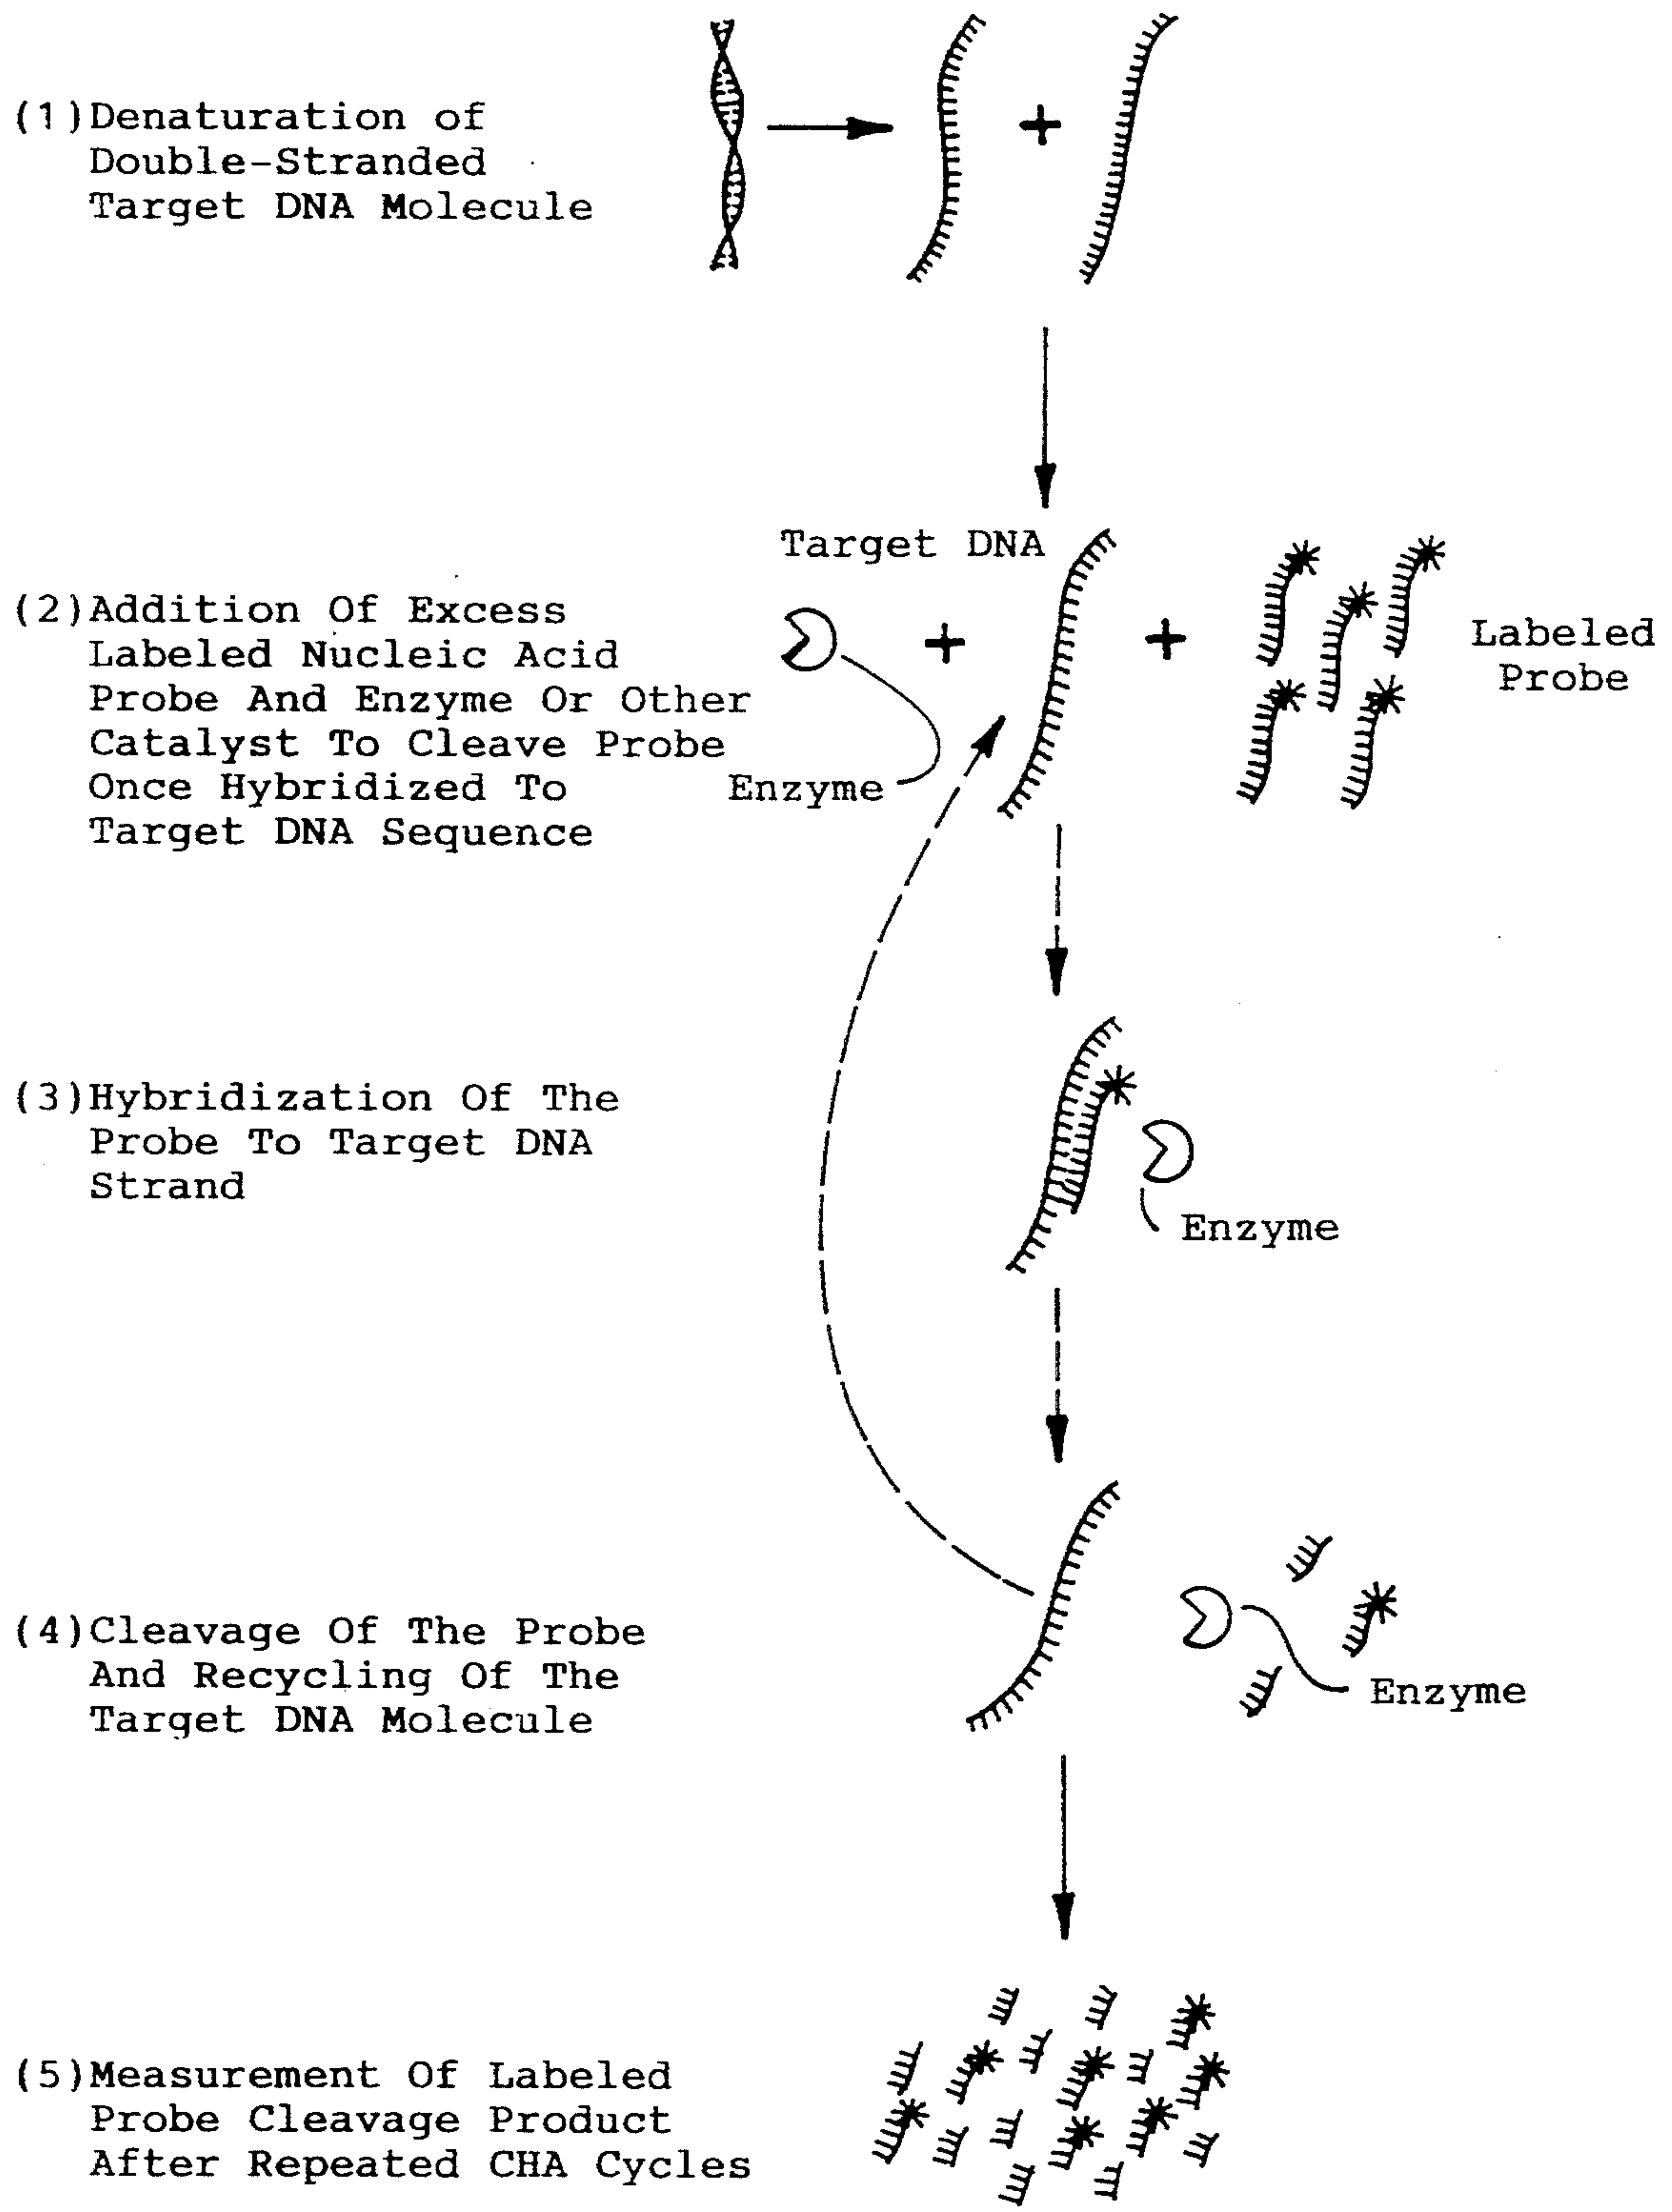 (1)Denaturation of
Double-Stranded
Target DNA Molecule
Target DNA
(2)Addition Of Excess
Labeled Nucleic Acid
Probe And Enzyme Or Other
Catalyst To Cleave Probe
Once Hybridized To
Target DNA Sequence
Enzyme
Labeled
Probe
(3)Hybridization Of The
Probe To Target DNA
Strand
Enzyme
(4)Cleavage Of The Probe
And Recycling Of The
Target DNA Molecule
Enzyme
(5)Measurement Of Labeled
Probe Cleavage Product
After Repeated CHA Cycles